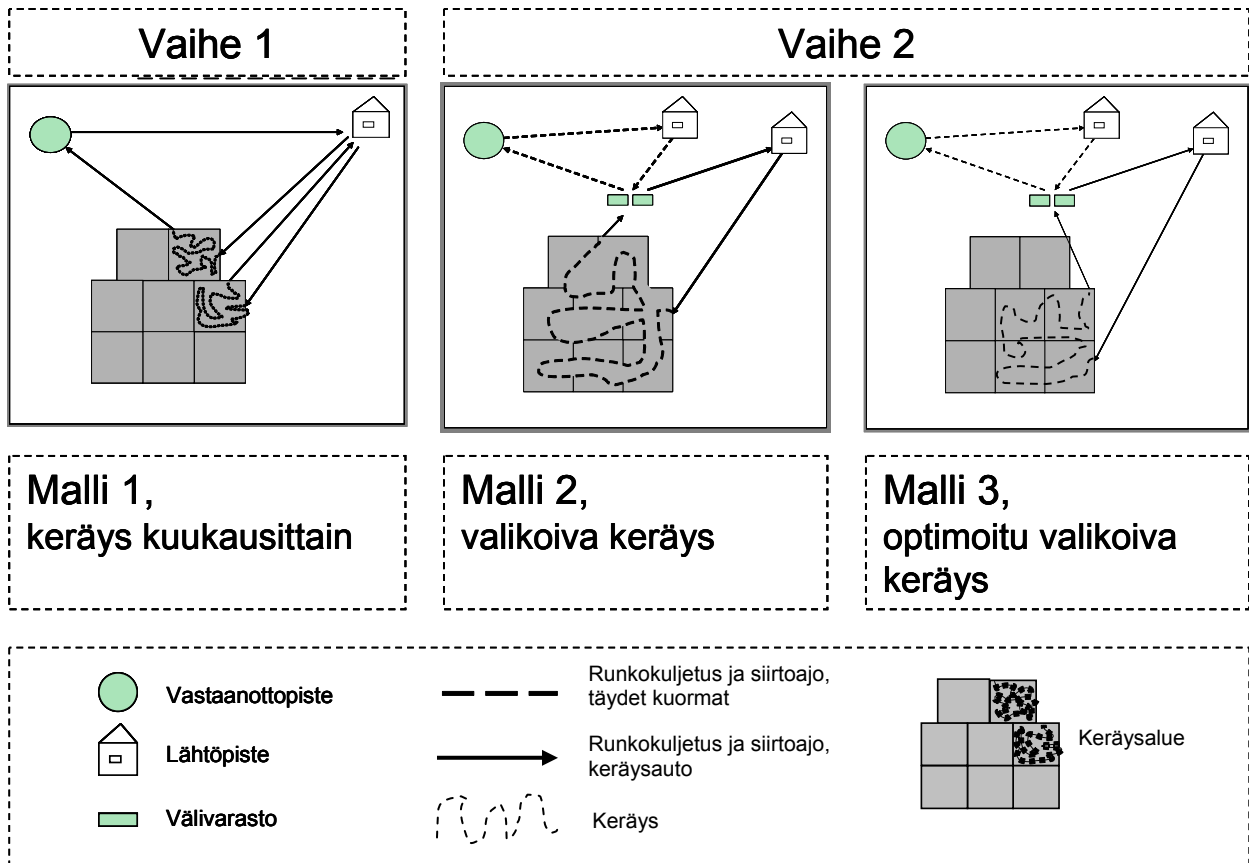 Vaihe 1
Vaihe 2
Malli 1,
keräys kuukausittain
Malli 2,
valikoiva keräys
Malli 3,
optimoitu valikoiva
keräys
Vastaanottopiste
Lähtöpiste
Välivarasto
Runkokuljetus ja siirtoajo,
täydet kuormat
Runkokuljetus ja siirtoajo,
keräysauto
Keräys
Keräysalue